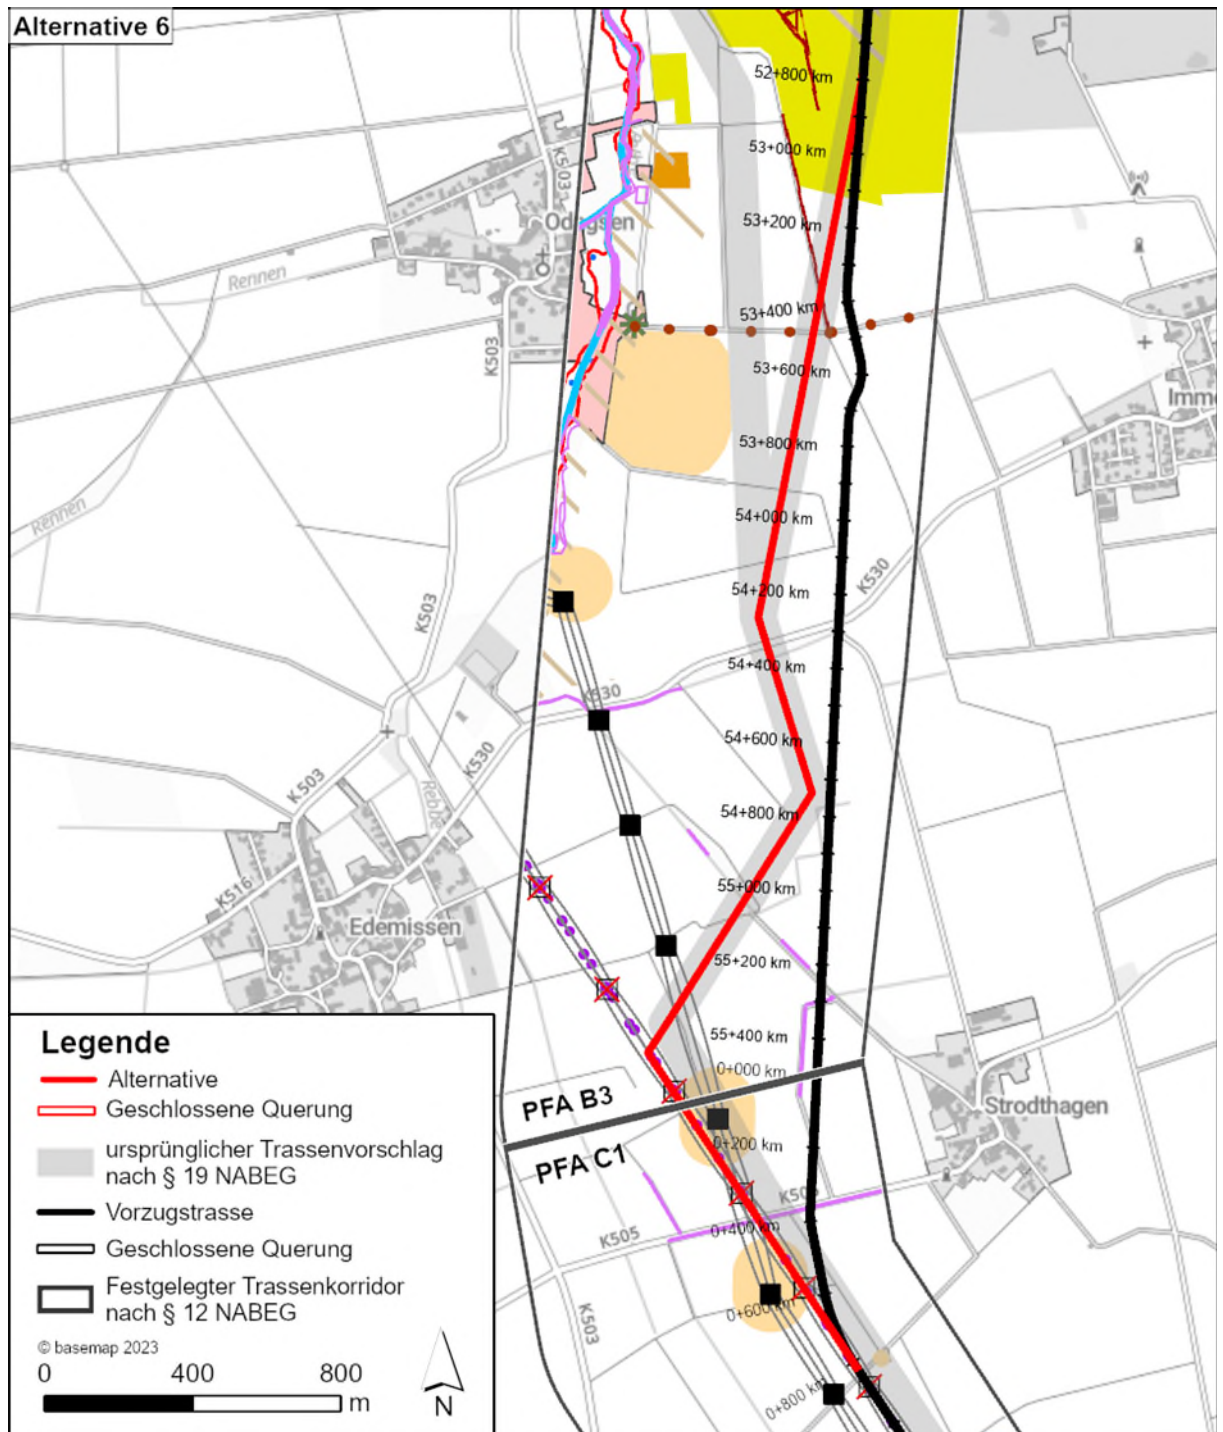 Alternative 6
52+800 km
53+000 km
K503
Odagsen
53+200 km
Rennen
53+400 km
K503
53+600 km
Imme
53+800 km
Rennen
54+000 km
K530
54+200 km
K503
54+400 km
K530
54+600 km
K530
K503
Rebbe
54+800 km
K516
55+000 km
Edemissen
55+200 km
55+400 km
0+000 km
PFA B3
Strodthagen
0+200 km
PFA C1
K505
0+400 km
K505
0+600 km
K503
0+800 km
Legende
Alternative
Geschlossene Querung
ursprünglicher Trassenvorschlag
nach § 19 NABEG
Vorzugstrasse
Geschlossene Querung
Festgelegter Trassenkorridor
nach § 12 NABEG
© basemap 2023
0 400 800
m
N